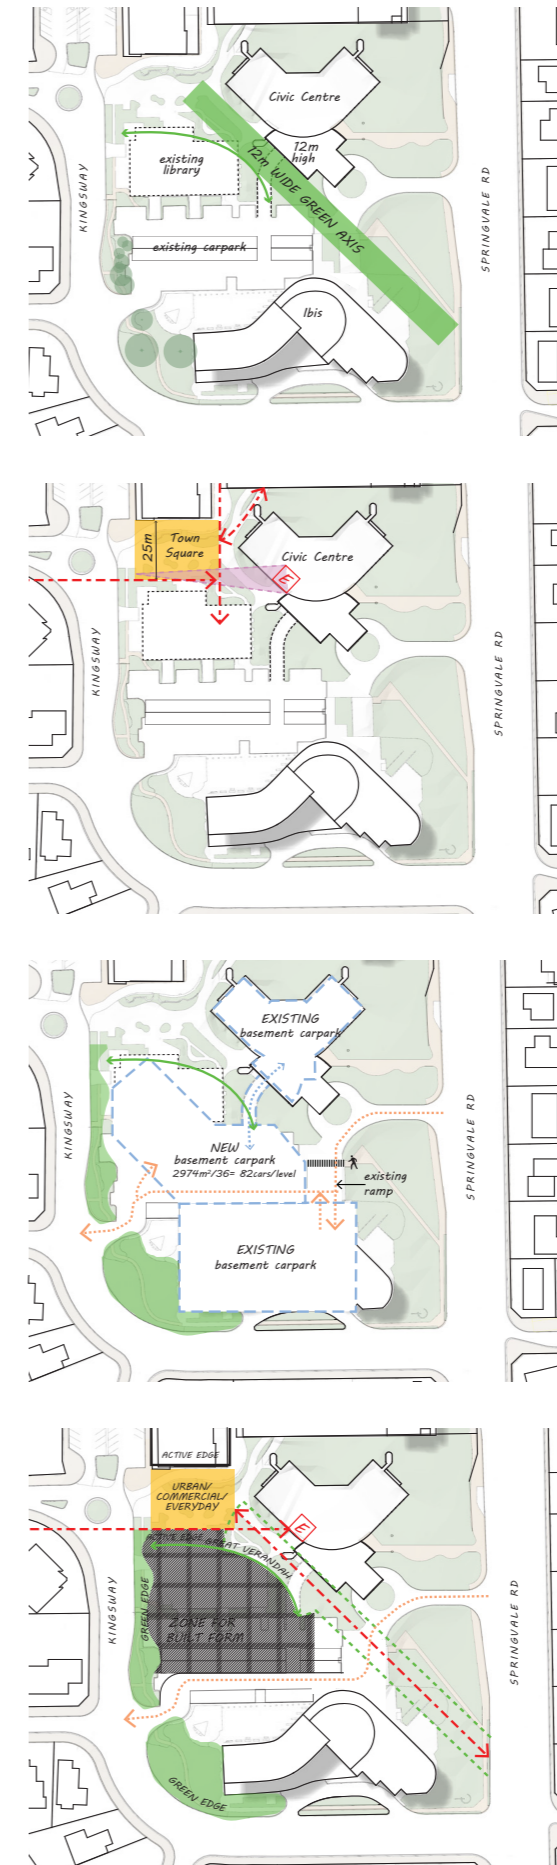 Civic Centre
12m
high
12m WIDE GREEN AXIS
existing
library
KINGSWAY
SPRINGVALE RD
existing carpark
Ibis
25m
Town
Square
Civic Centre
E
KINGSWAY
SPRINGVALE RD
EXISTING
basement carpark
KINGSWAY
SPRINGVALE RD
NEW
basement carpark
2974m²/36= 82cars/level
existing
ramp
EXISTING
basement carpark
ACTIVE EDGE
URBAN/
COMMERCIAL/
EVERYDAY
E
ACTIVE EDGE
GREAT VERANDAH
KINGSWAY
GREEN EDGE
SPRINGVALE RD
ZONE FOR
BUILT FORM
GREEN EDGE